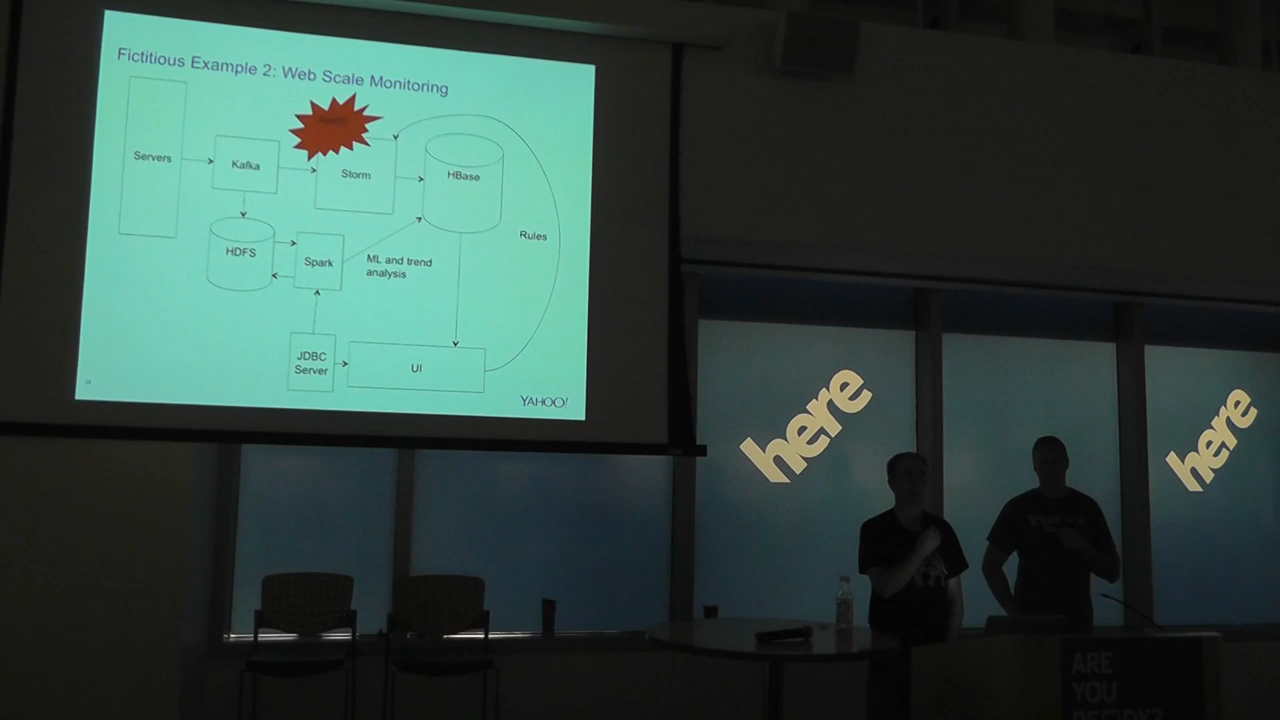 Fictitious Example 2: Web Scale Monitoring
Servers
Kafka
Storm
HBase
Rules
HDFS
Spark
ML and trend
analysis
JDBC
Server
UI
YAHOO!
here
here
ARE
YOU